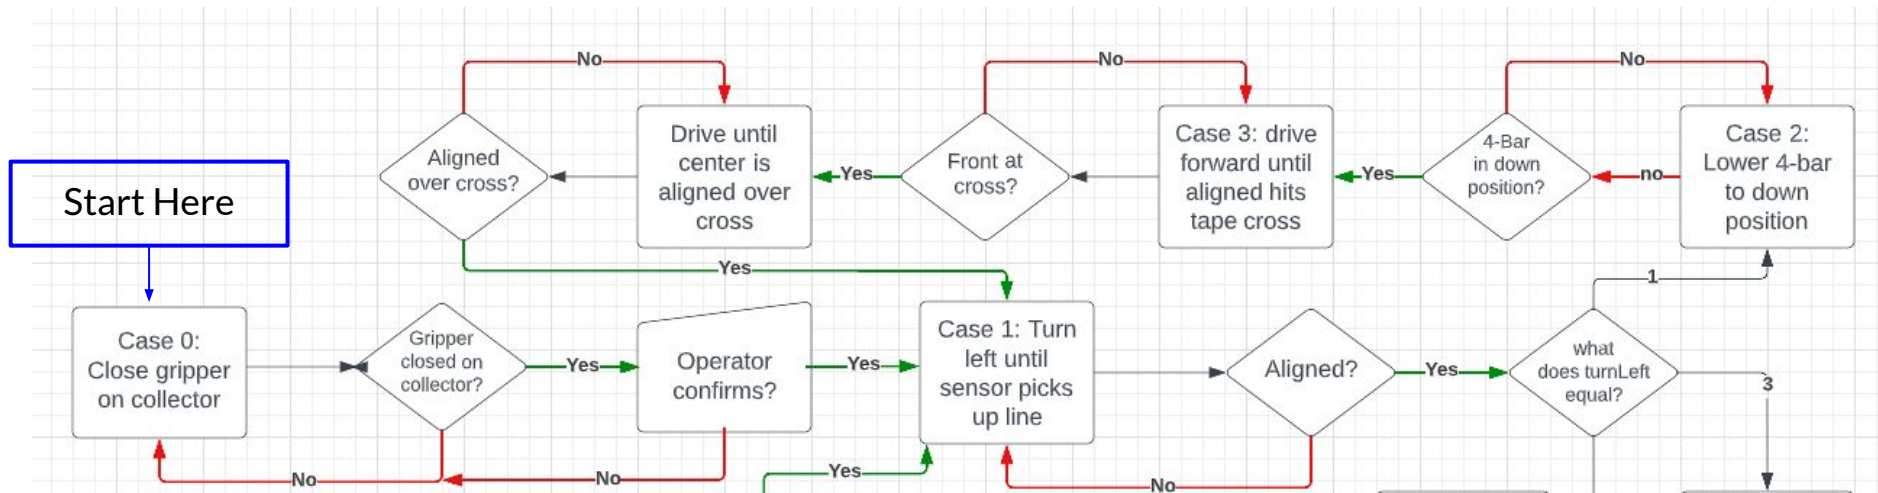 No
No
No
Aligned
over cross?
Drive until
center is
aligned over
cross
Yes
Front at
cross?
Yes
Case 3: drive
forward until
aligned hits
tape cross
Yes
4-Bar
in down
position?
no
Case 2:
Lower 4-bar
to down
position
Start Here
Yes
1
Case 0:
Close gripper
on collector
Gripper
closed on
collector?
Yes
Operator
confirms?
Yes
Case 1: Turn
left until
sensor picks
up line
Aligned?
Yes
what
does turnLeft
equal?
3
No
No
Yes
No